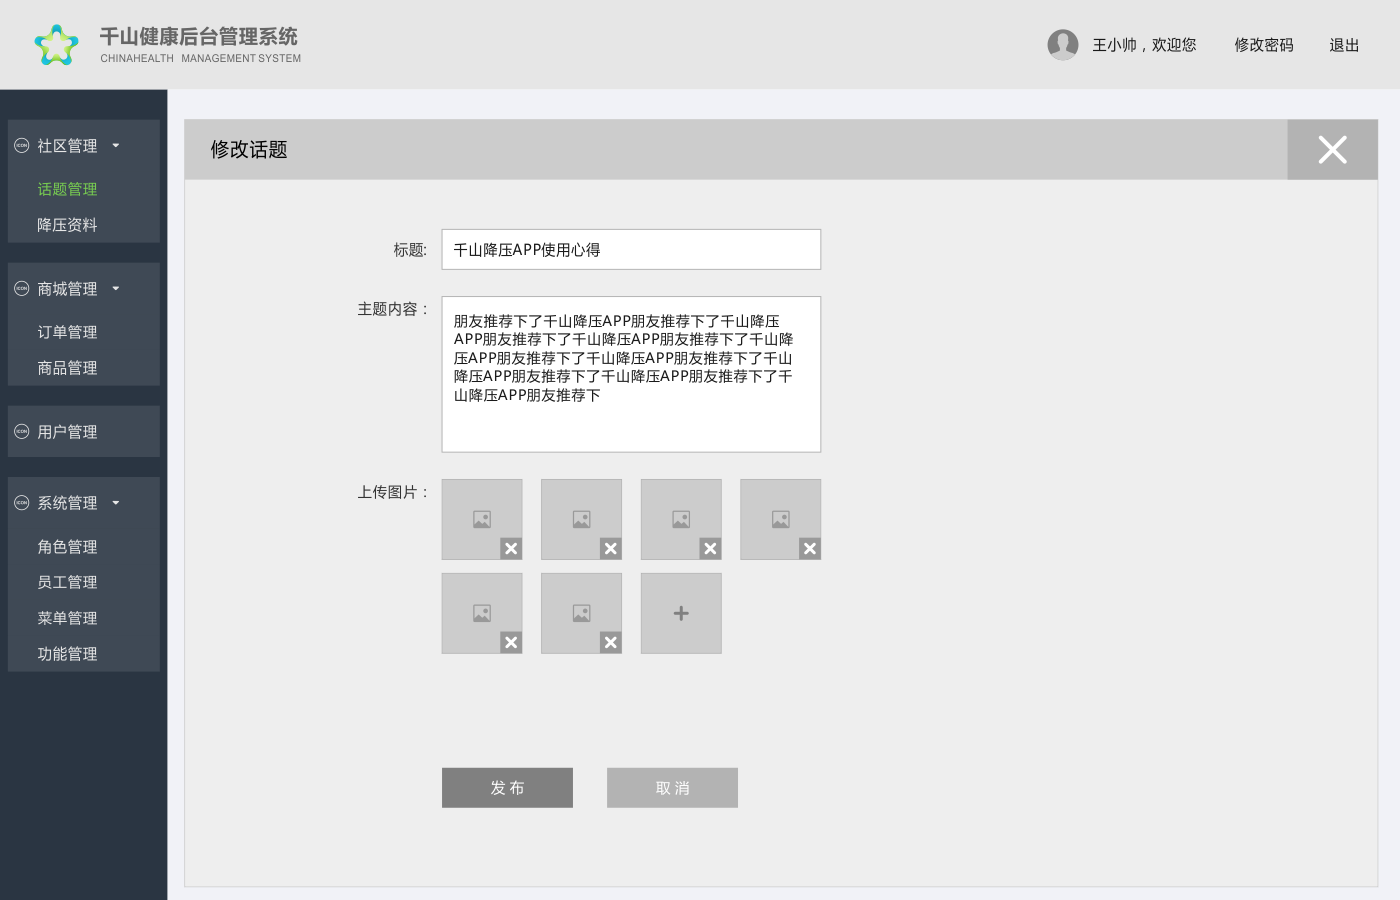 千山健康后台管理系统
CHINAHEALTH MANAGEMENT SYSTEM
王小帅，欢迎您
修改密码
退出
ICON 社区管理
话题管理
降压资料
ICON 商城管理
订单管理
商品管理
ICON 用户管理
ICON 系统管理
角色管理
员工管理
菜单管理
功能管理
修改话题
标题: 千山降压APP使用心得
主题内容：
朋友推荐下了千山降压APP朋友推荐下了千山降压
APP朋友推荐下了千山降压APP朋友推荐下了千山降
压APP朋友推荐下了千山降压APP朋友推荐下了千山
降压APP朋友推荐下了千山降压APP朋友推荐下了千
山降压APP朋友推荐下
上传图片：
发布
取消